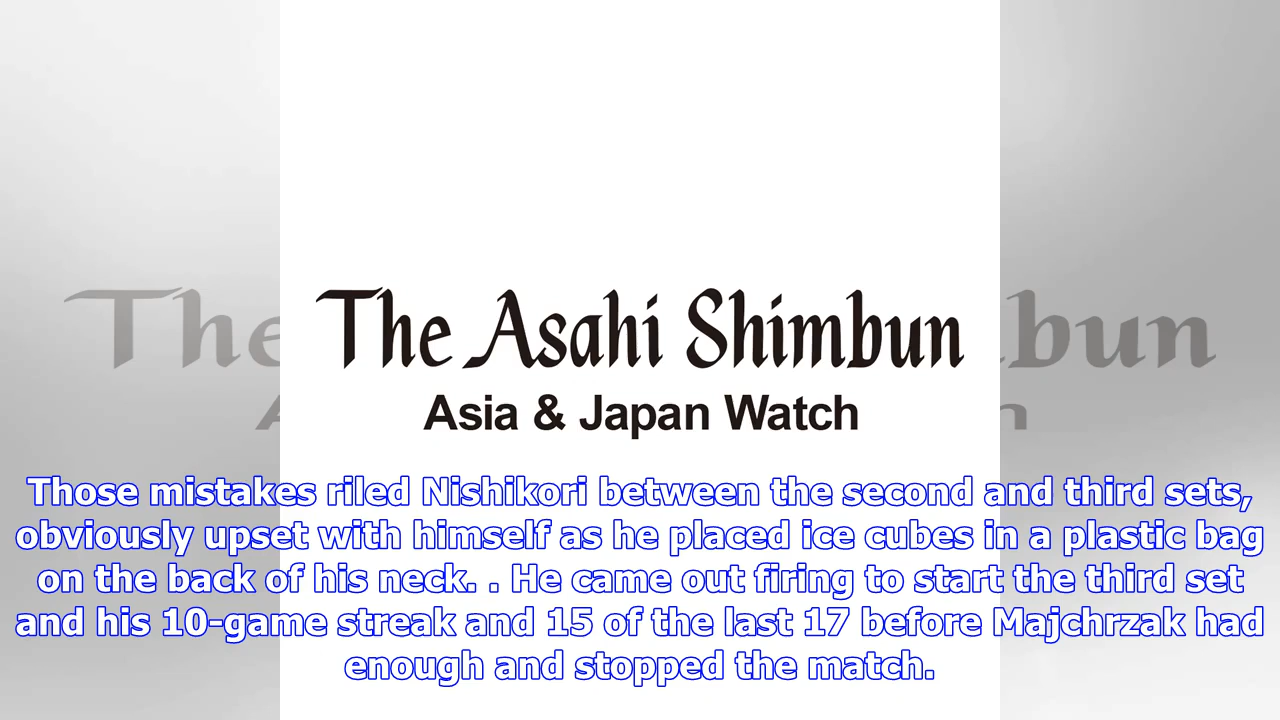 The Asahi Shimbun
Asia & Japan Watch
Those mistakes riled Nishikori between the second and third sets,
obviously upset with himself as he placed ice cubes in a plastic bag
on the back of his neck. . He came out firing to start the third set
and his 10-game streak and 15 of the last 17 before Majchrzak had
enough and stopped the match.